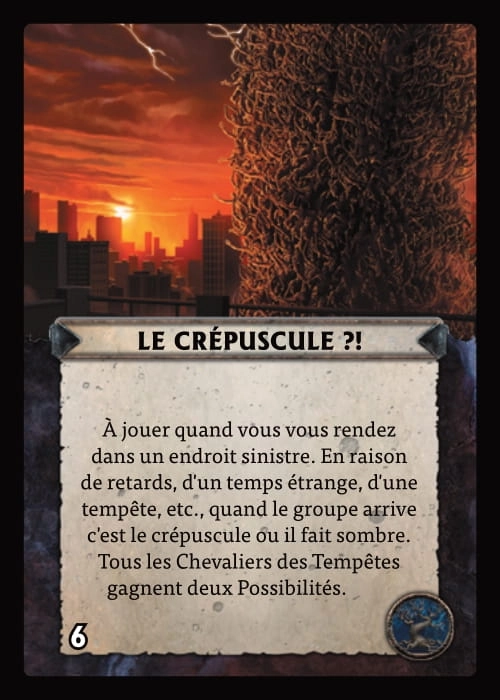 LE CRÉPUSCULE ?!
À jouer quand vous vous rendez
dans un endroit sinistre. En raison
de retards, d'un temps étrange, d'une
tempête, etc., quand le groupe arrive
c'est le crépuscule ou il fait sombre.
Tous les Chevaliers des Tempêtes
gagnent deux Possibilités.
6